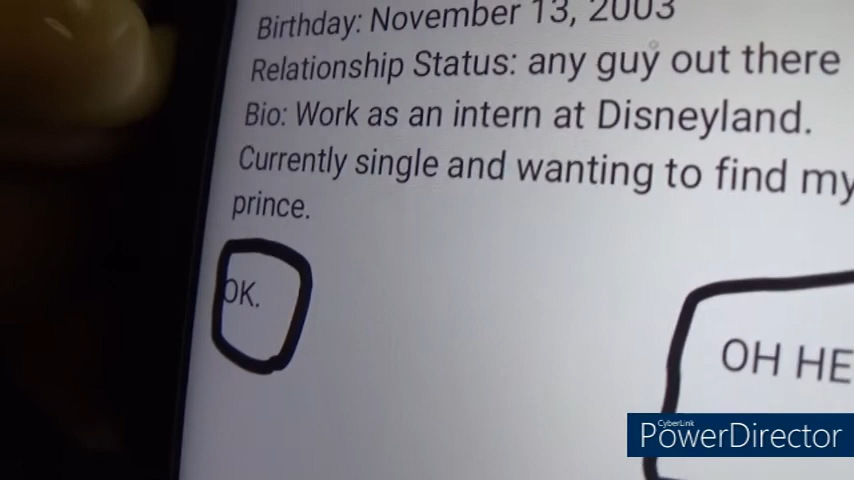 Birthday: November 13, 2003
Relationship Status: any guy out there
Bio: Work as an intern at Disneyland.
Currently single and wanting to find my
prince.
OK.
OH HE
CyberLink
PowerDirector